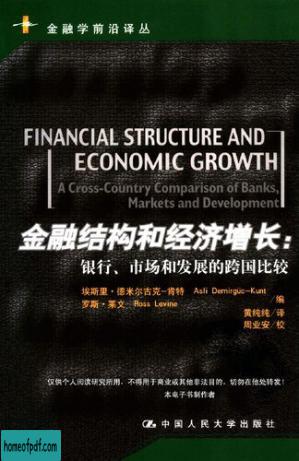 金融学前沿译丛
FINANCIAL STRUCTURE AND
ECONOMIC GROWTH
A Cross-Country Comparison of Banks,
Markets and Development
金融结构和经济增长：
银行、市场和发展的跨国比较
埃斯里·德米尔古克-肯特 Asli Demirgüc-Kunt
罗斯·莱文 Ross Levine 编
黄纯纯/译
周业安/校
仅供个人阅读研究所用，不得用于商业或其他非法目的。切勿在他处转发！
本电子书制作者
中国人民大学出版社
homeofpdf.com
homeofpdf.com